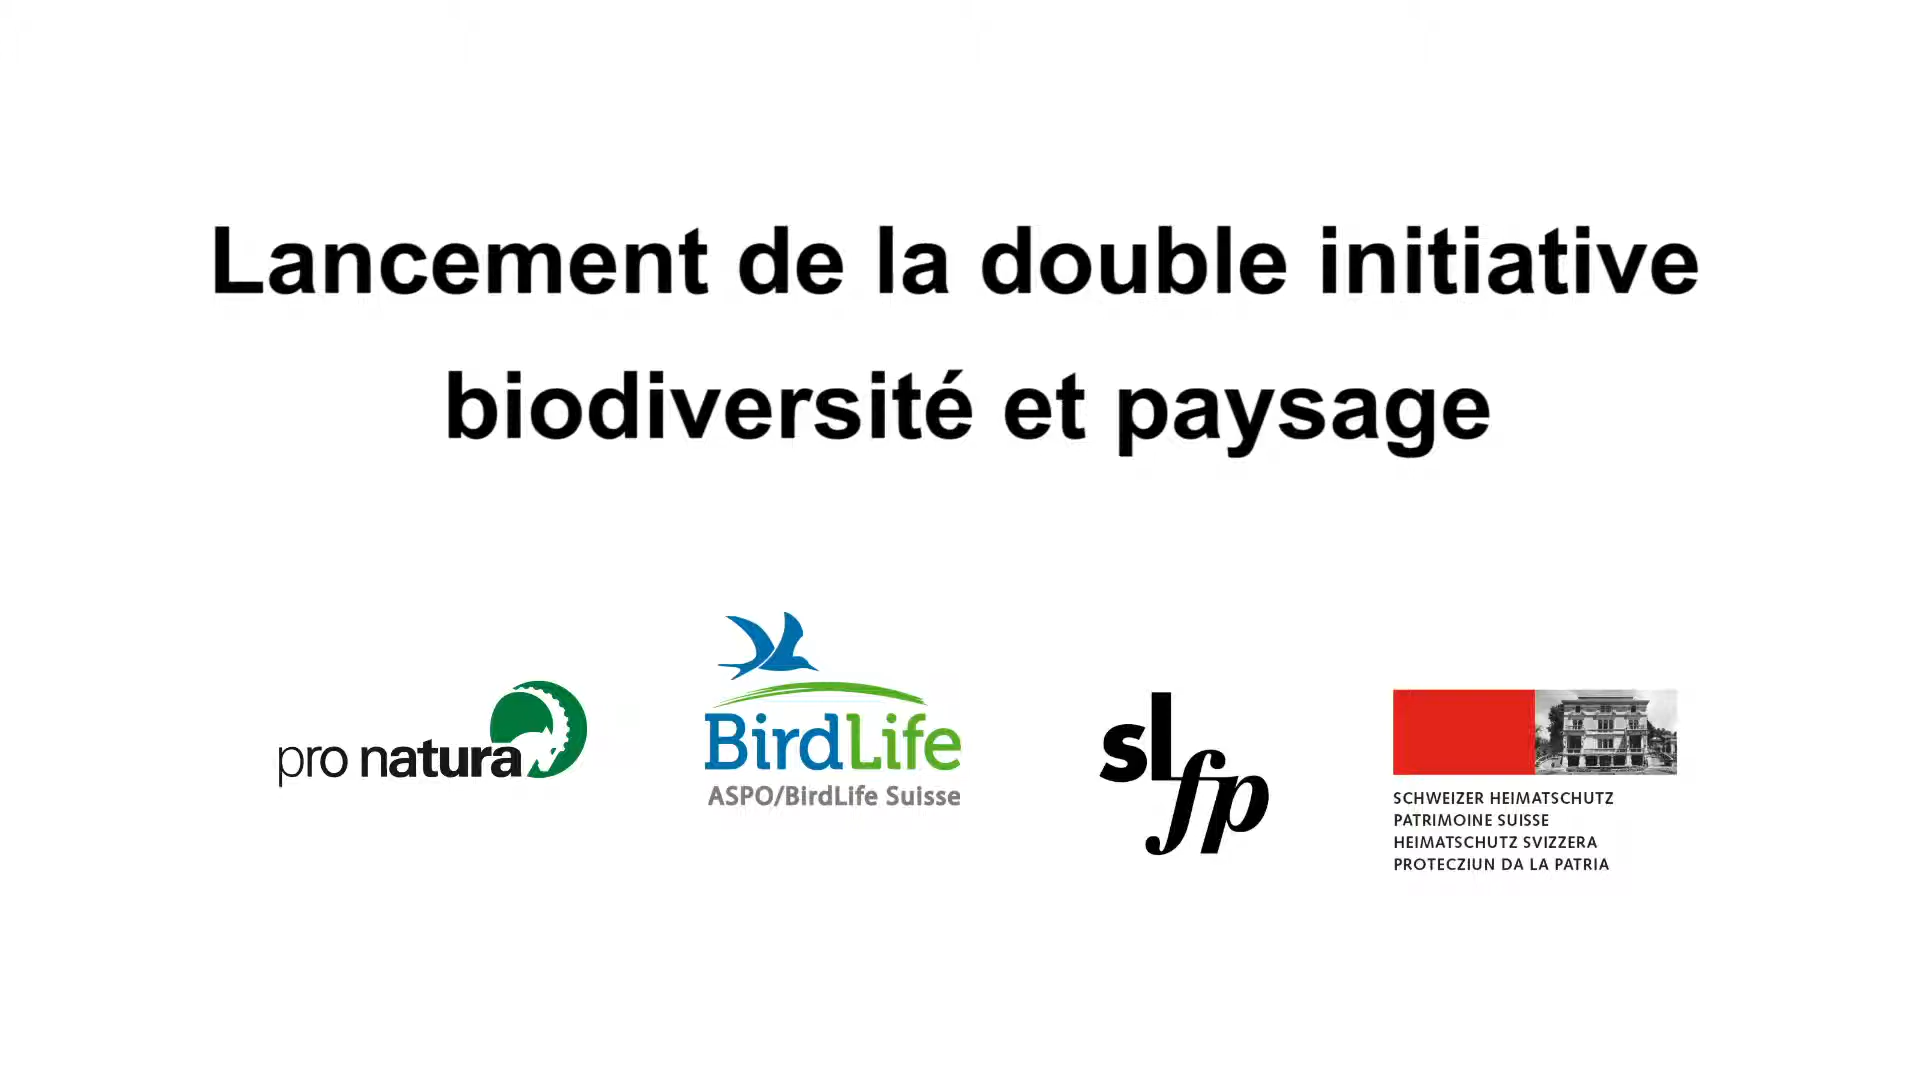 Lancement de la double initiative
biodiversité et paysage
pro natura
BirdLife
ASPO/BirdLife Suisse
sl
fp
SCHWEIZER HEIMATSCHUTZ
PATRIMOINE SUISSE
HEIMATSCHUTZ SVIZZERA
PROTECZIUN DA LA PATRIA